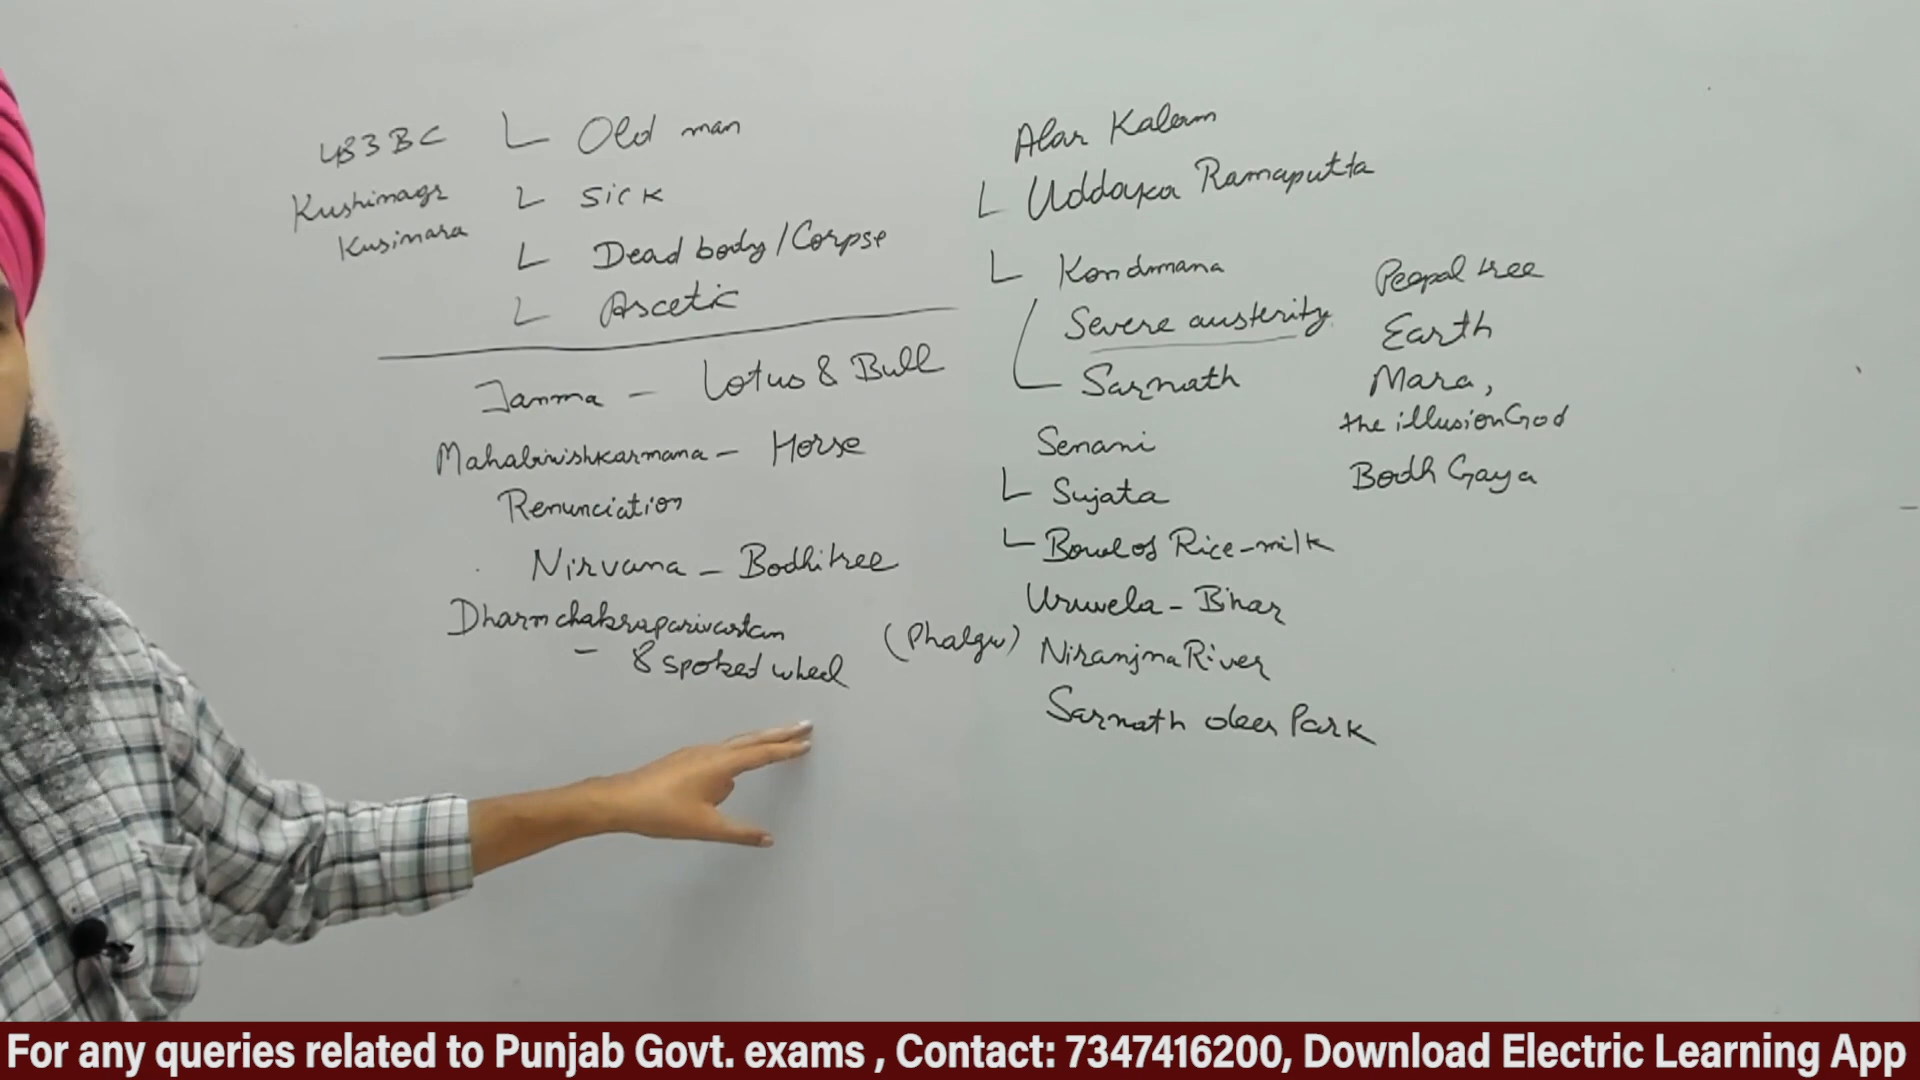 483 BC
Kushinagr
Kusinara
Old man
Sick
Dead body / Corpse
Ascetic
Janma - Lotus & Bull
Mahabinishkarmana - Horse
Renunciation
Nirvana - Bodhitree
Dharmchakraparivartan
- 8 spoked wheel
Alar Kalam
Uddaka Ramaputta
Kondmana
Severe austerity
Sarnath
Senani
Sujata
Bowl of Rice-milk
Uruwela - Bihar
(Phalgu) Niranjna River
Sarnath deer Park
Peepal tree
Earth
Mara,
the illusion God
Bodh Gaya
For any queries related to Punjab Govt. exams , Contact: 7347416200, Download Electric Learning App